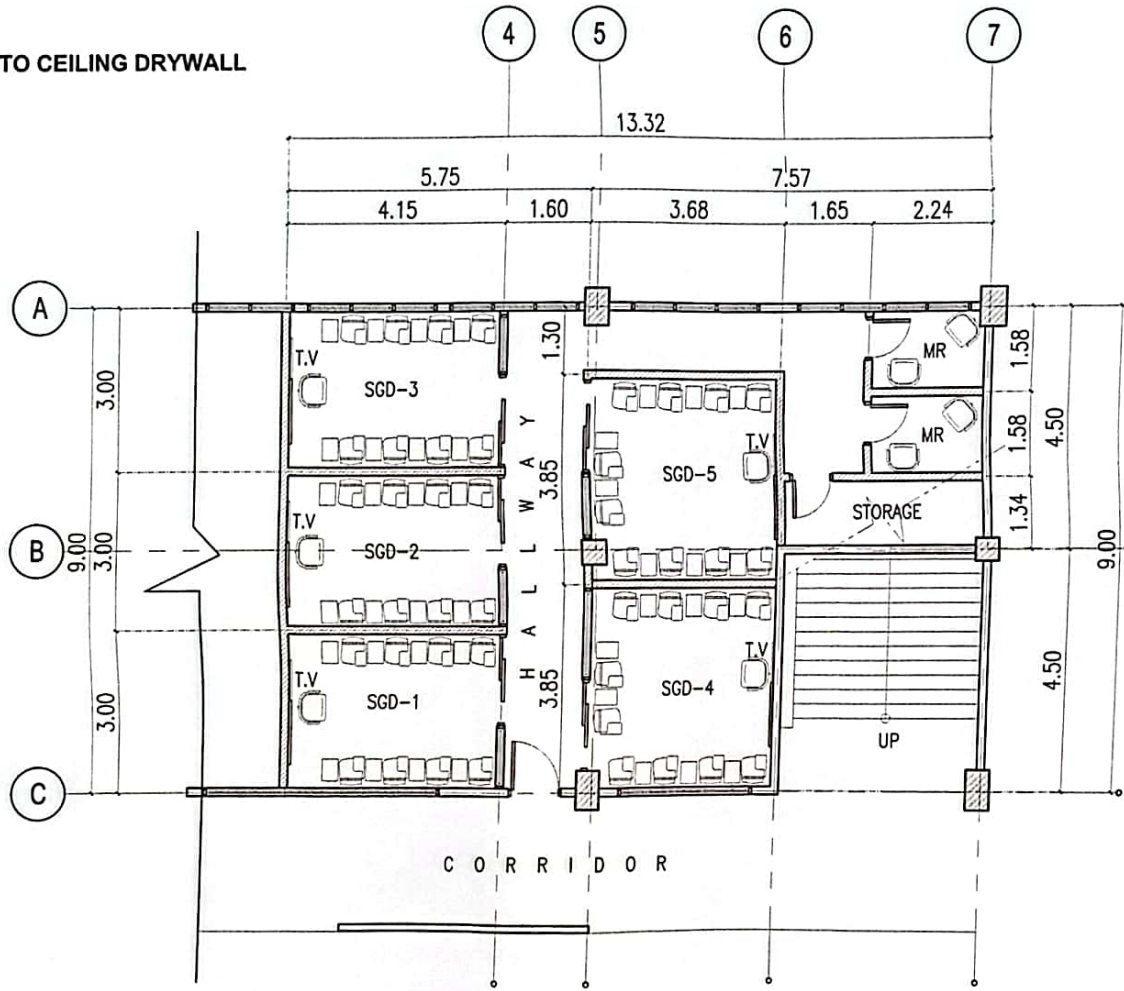 4
5
6
7
TO CEILING DRYWALL
13.32
5.75
7.57
4.15
1.60
3.68
1.65
2.24
A
B
C
3.00
3.00
3.00
9.00
T.V
SGD-3
T.V
SGD-2
T.V
SGD-1
HALLWAY
1.30
3.85
3.85
SGD-5
T.V
SGD-4
T.V
MR
MR
STORAGE
UP
1.58
1.58
1.34
4.50
4.50
9.00
CORRIDOR